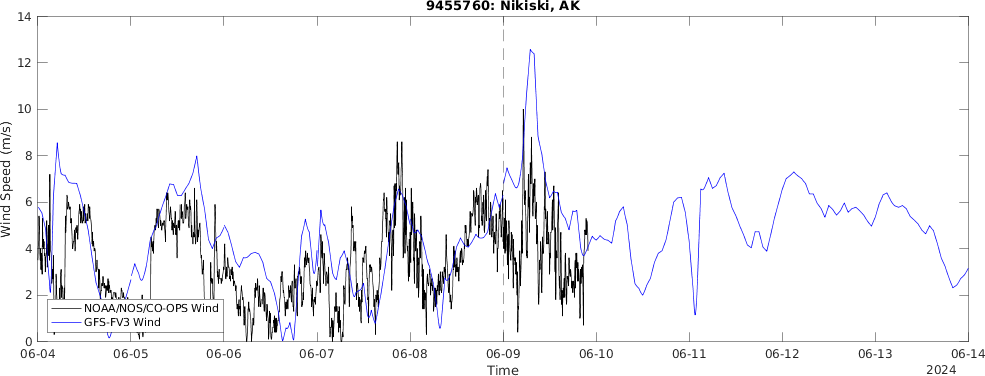 9455760: Nikiski, AK
Wind Speed (m/s)
14
12
10
8
6
4
2
0
NOAA/NOS/CO-OPS Wind
GFS-FV3 Wind
06-04 06-05 06-06 06-07 06-08 06-09 06-10 06-11 06-12 06-13 06-14
Time
2024